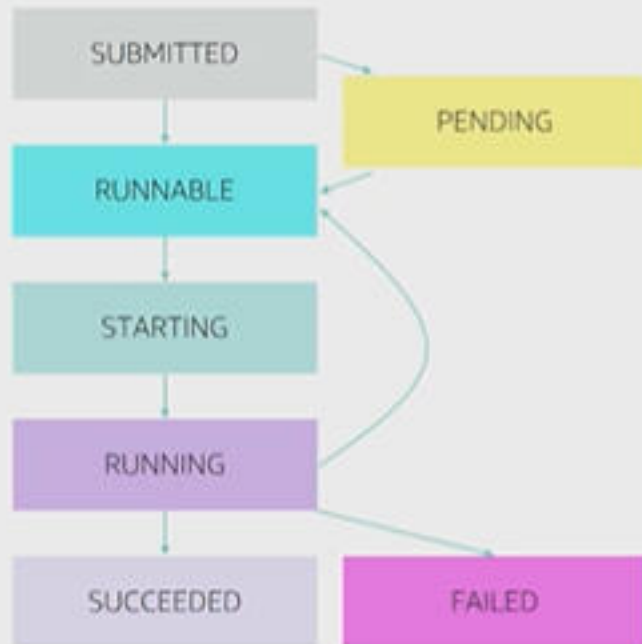 SUBMITTED
PENDING
RUNNABLE
STARTING
RUNNING
SUCCEEDED
FAILED